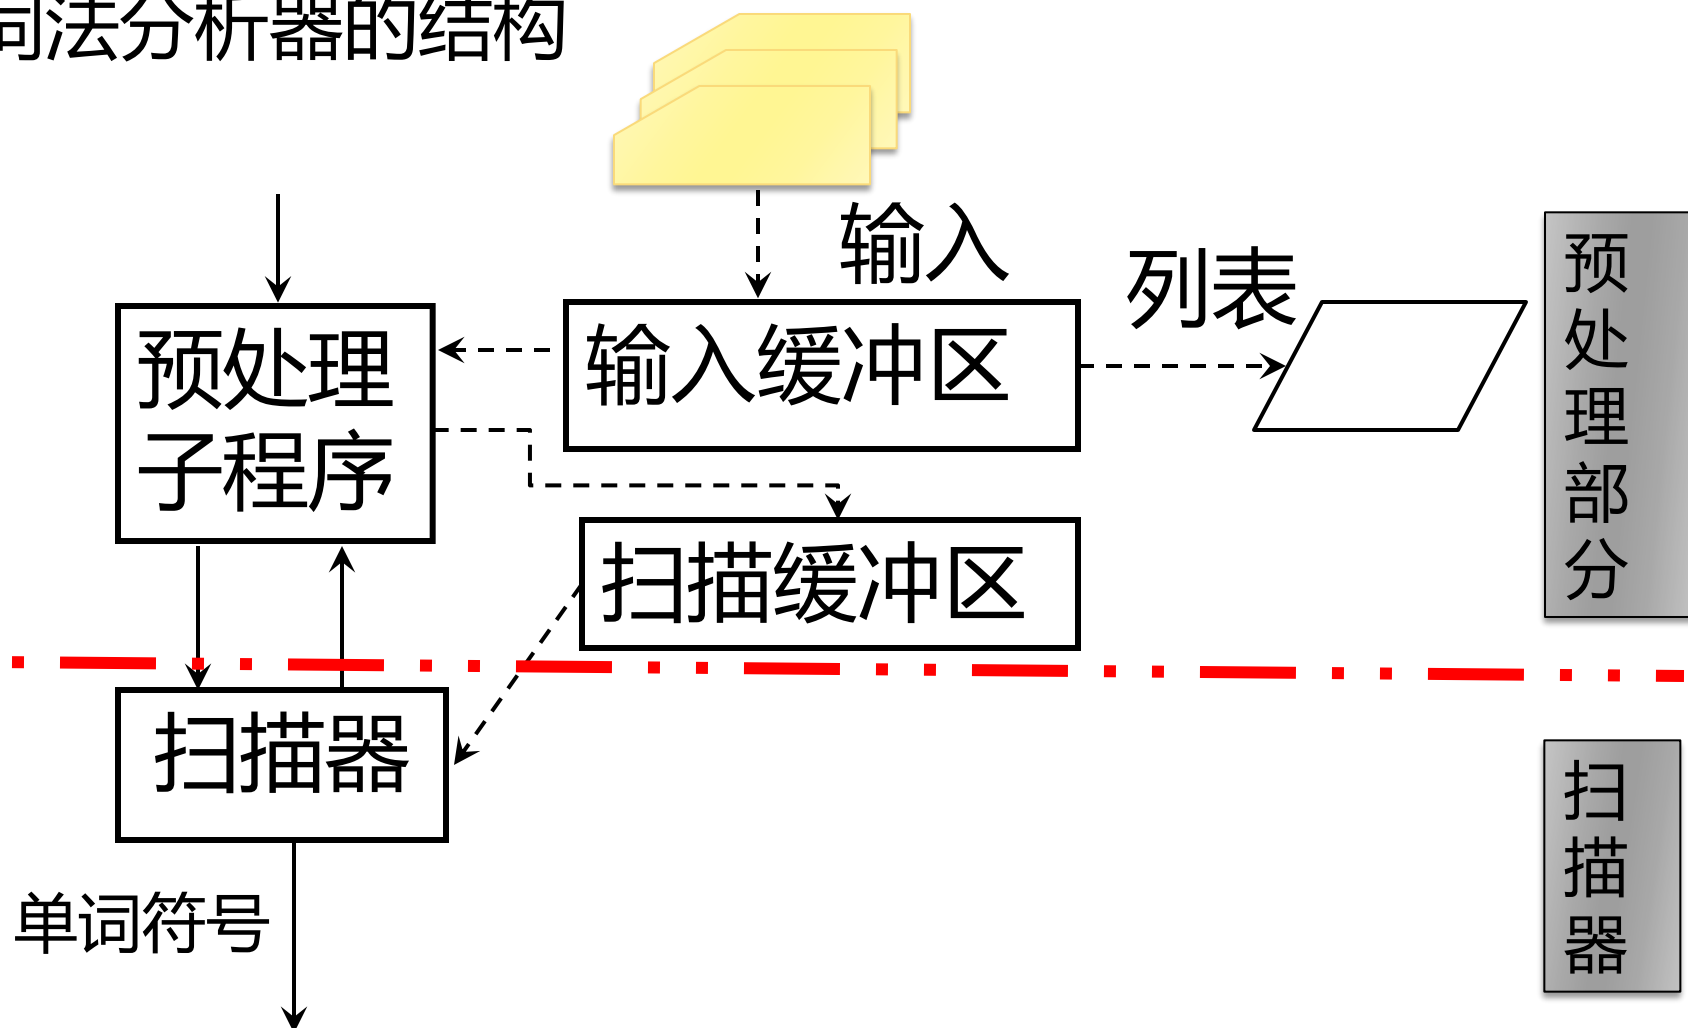 词法分析器的结构
输入
列表
预处理
子程序
输入缓冲区
扫描缓冲区
扫描器
单词符号
预
处
理
部
分
扫
描
器